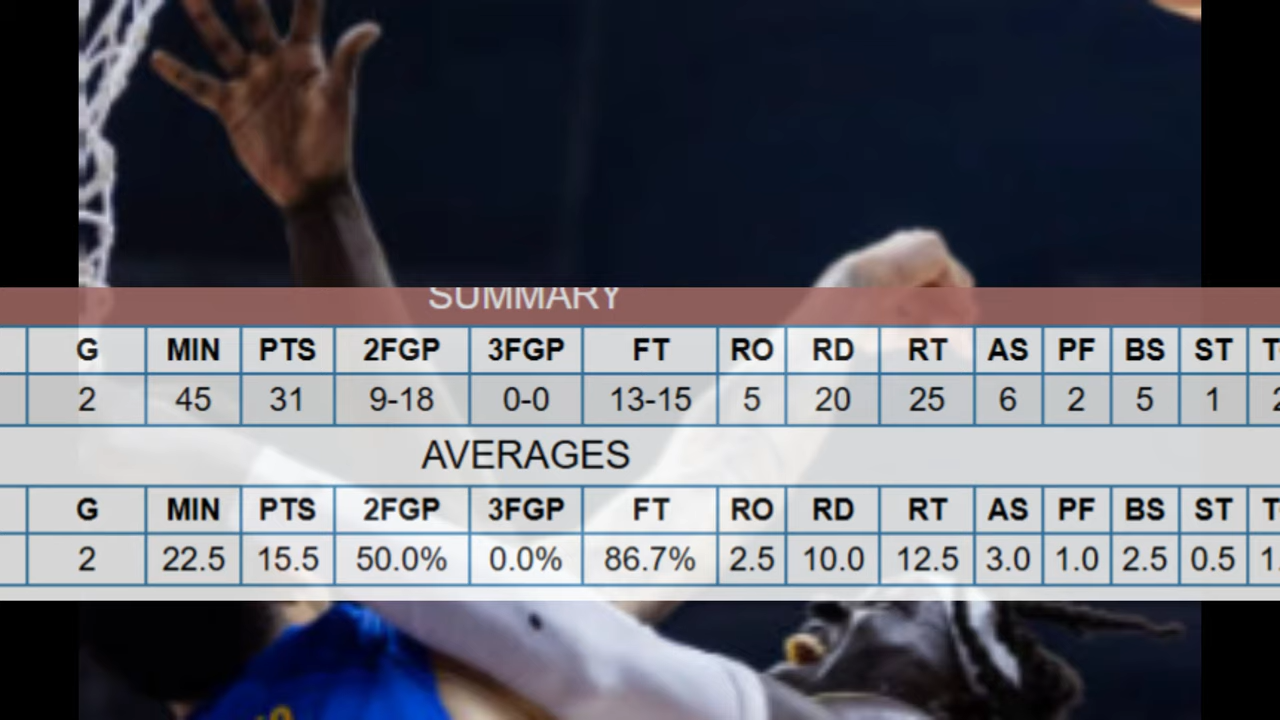 SUMMARY
G MIN PTS 2FGP 3FGP FT RO RD RT AS PF BS ST
2 45 31 9-18 0-0 13-15 5 20 25 6 2 5 1
AVERAGES
G MIN PTS 2FGP 3FGP FT RO RD RT AS PF BS ST
2 22.5 15.5 50.0% 0.0% 86.7% 2.5 10.0 12.5 3.0 1.0 2.5 0.5